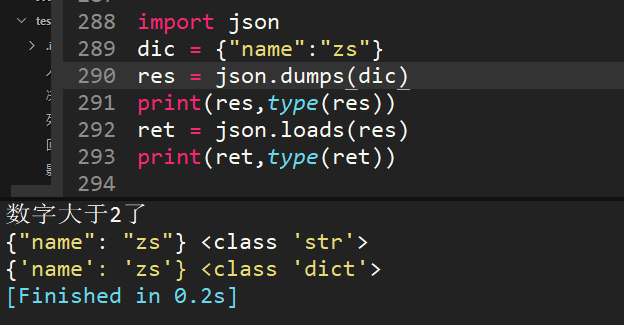 287
tes
288 import json
289 dic = {"name":"zs"}
290 res = json.dumps(dic)
291 print(res,type(res))
292 ret = json.loads(res)
293 print(ret,type(ret))
294
数字大于2了
{"name": "zs"} <class 'str'>
{'name': 'zs'} <class 'dict'>
[Finished in 0.2s]